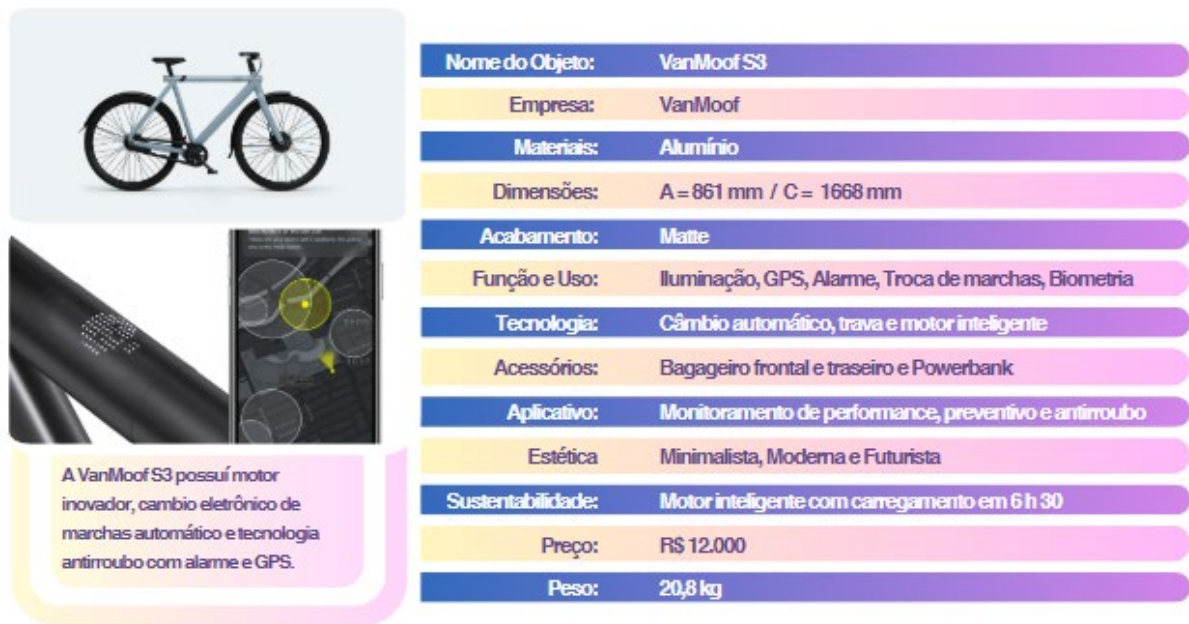 Nome do Objeto: VanMoof S3
Empresa: VanMoof
Materiais: Alumínio
Dimensões: A = 861 mm / C = 1668 mm
Acabamento: Matte
Função e Uso: Iluminação, GPS, Alarme, Troca de marchas, Biometria
Tecnologia: Câmbio automático, trava e motor inteligente
Acessórios: Bagageiro frontal e traseiro e Powerbank
Aplicativo: Monitoramento de performance, preventivo e antirroubo
Estética Minimalista, Moderna e Futurista
Sustentabilidade: Motor inteligente com carregamento em 6 h 30
Preço: R$ 12.000
Peso: 20,8 kg
A VanMoof S3 possuí motor
inovador, cambio eletrônico de
marchas automático e tecnologia
antirroubo com alarme e GPS.